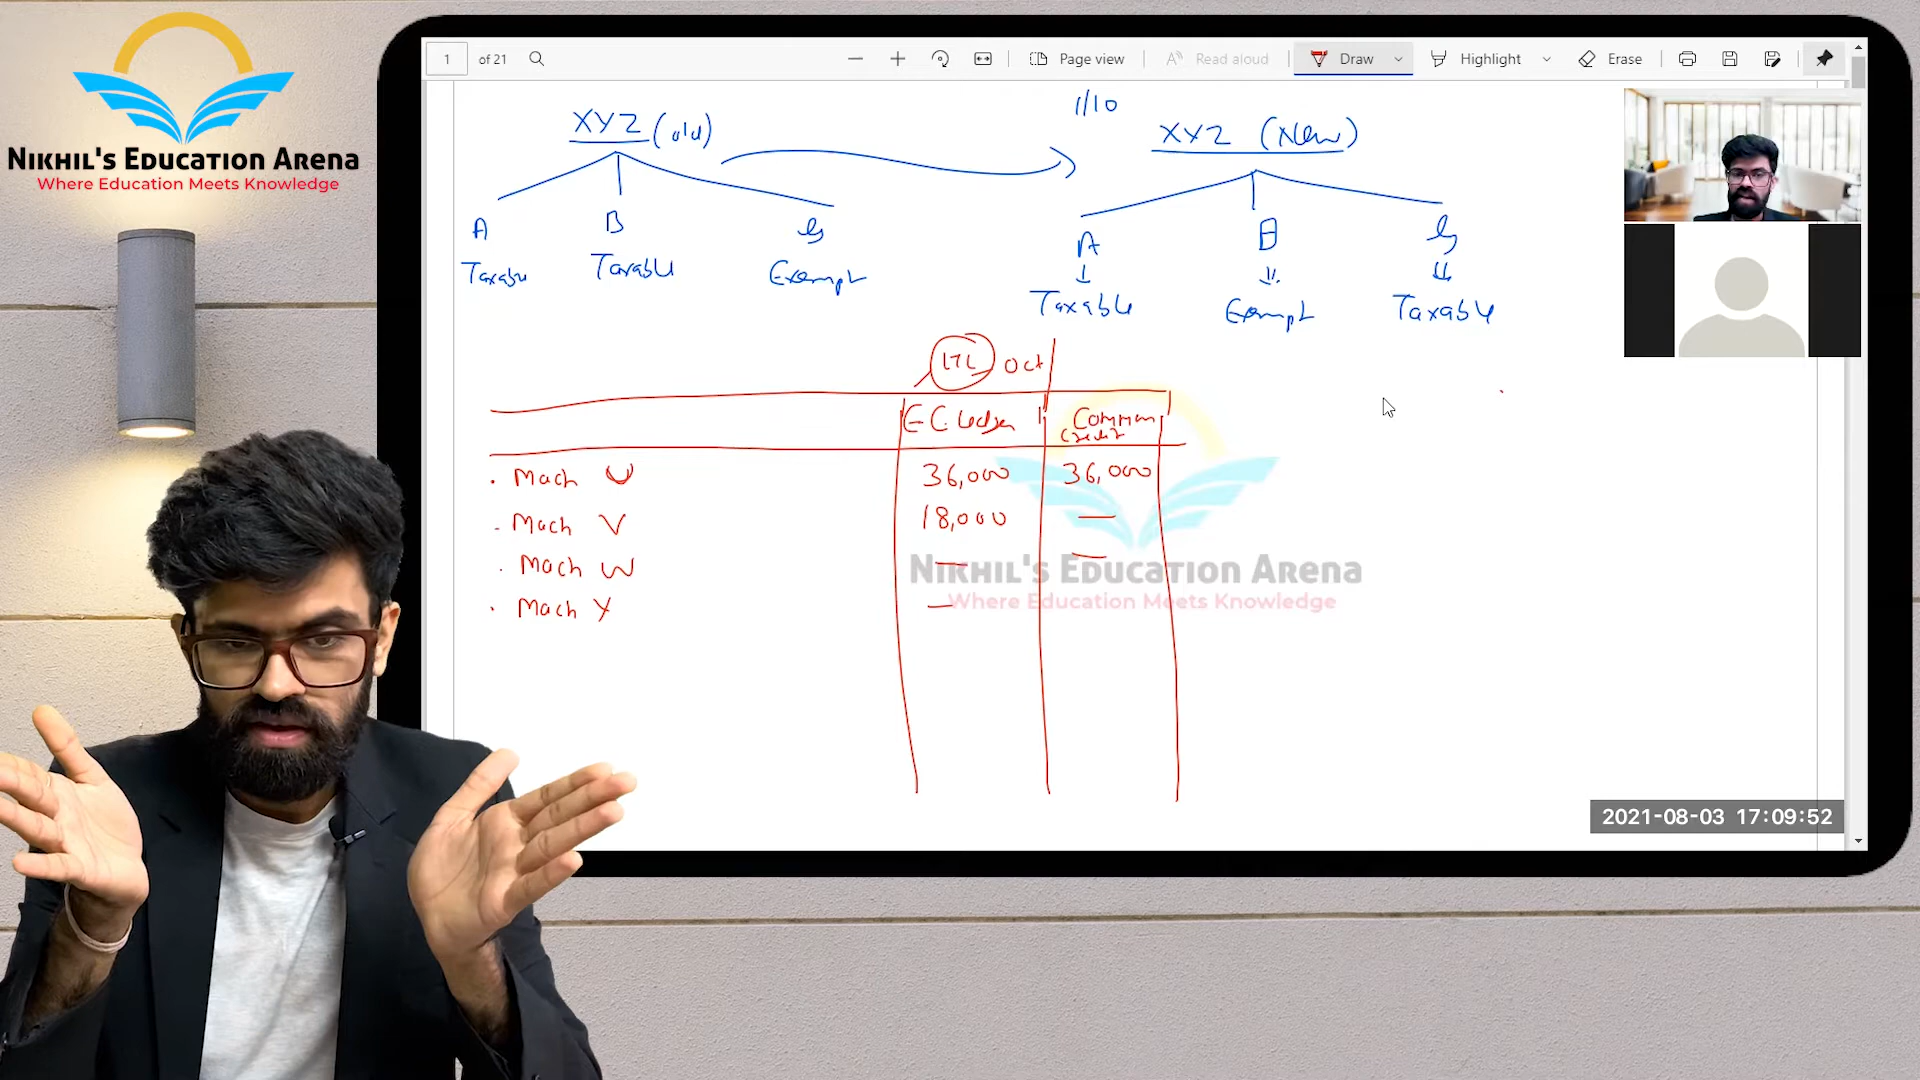 NIKHIL'S EDUCATION ARENA
Where Education Meets Knowledge
1 of 21
Page view
Read aloud
Draw
Highlight
Erase
1/10
XYZ (old)
XYZ (New)
A B
Taxable Taxable Exempt
A B
Taxable Exempt Taxable
ITC Oct
E.C. Ledger Common Credit
Mach U 36,000 36,000
Mach V 18,000 —
Mach W — —
Mach Y —
NIKHIL'S EDUCATION ARENA
Where Education Meets Knowledge
2021-08-03 17:09:52